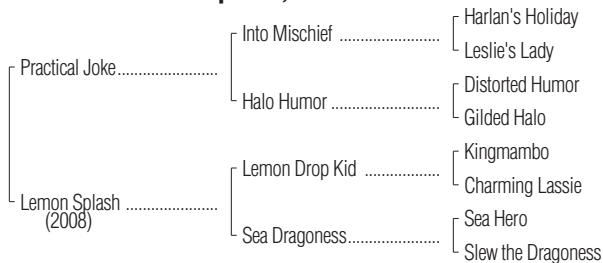 Harlan's Holiday
Into Mischief ..................
Leslie's Lady
Practical Joke......................
Distorted Humor
Halo Humor ...................
Gilded Halo
Kingmambo
Lemon Drop Kid .............
Charming Lassie
Lemon Splash ..................
(2008)
Sea Hero
Sea Dragoness................
Slew the Dragoness